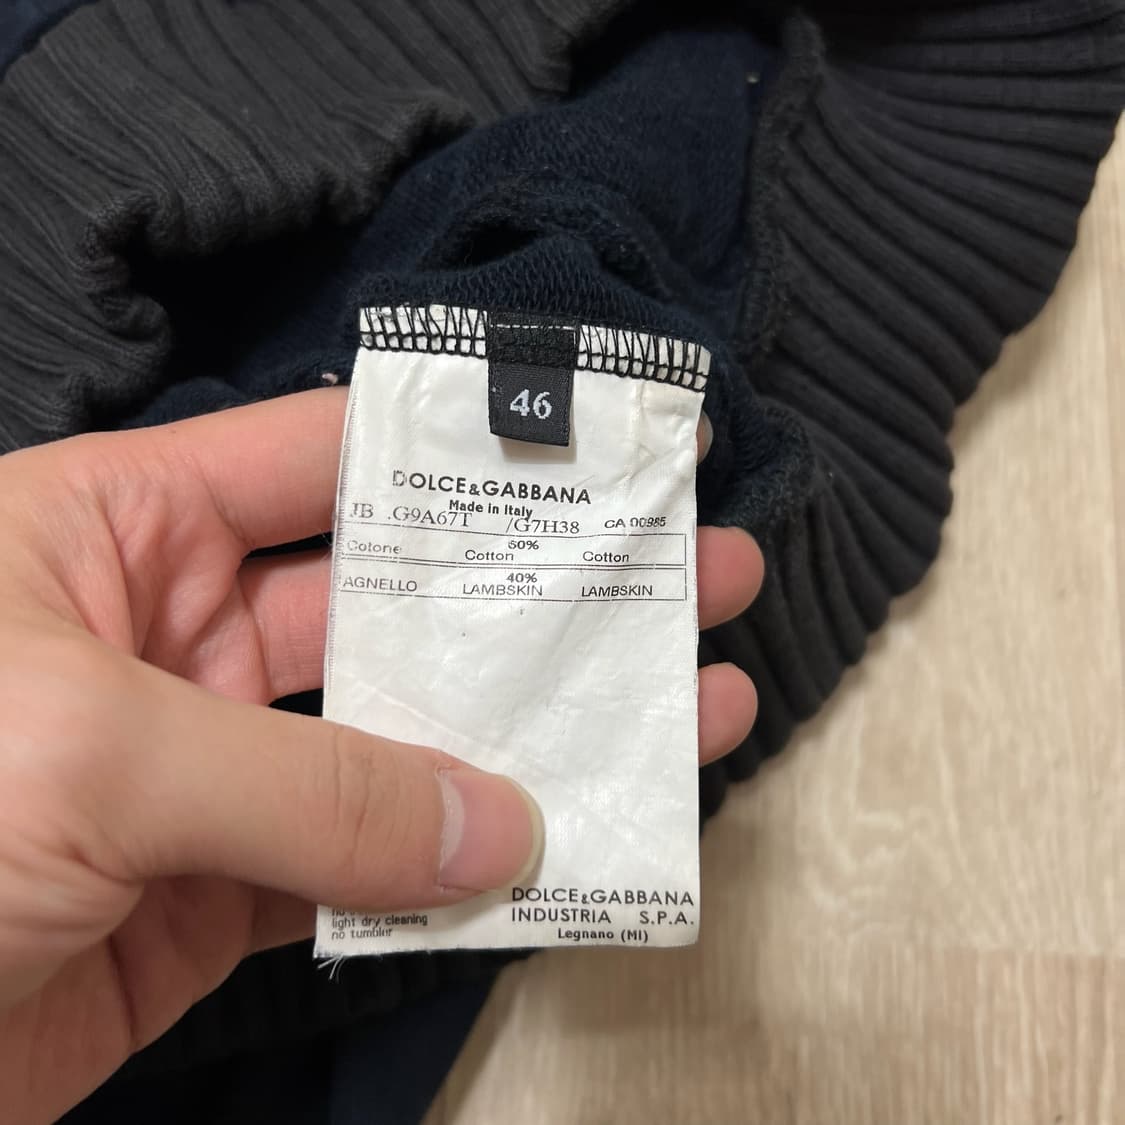 46
DOLCE&GABBANA
Made in Italy
JB .G9A67T /G7H38 CA 00985
60%
Cotone Cotton Cotton
40%
AGNELLO LAMBSKIN LAMBSKIN
DOLCE&GABBANA
light dry cleaning INDUSTRIA S.P.A.
no tumbler Legnano (MI)